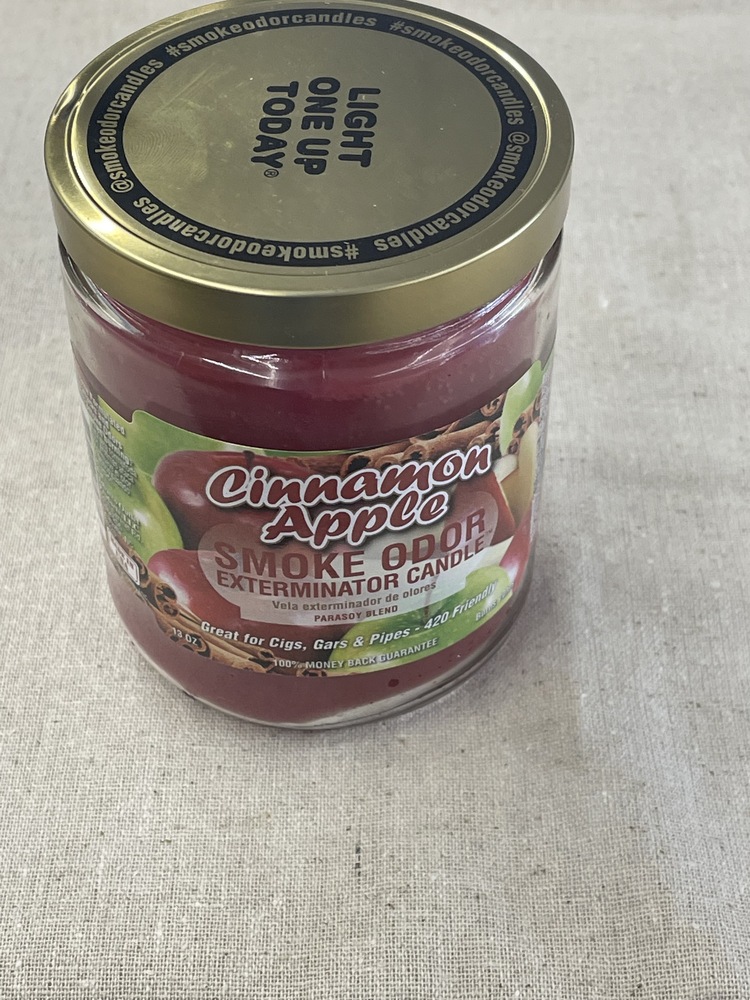 #smokeodorcandles
#smokeodorcandles
@smokeodorcandles
#smokeodorcandles
@smokeodorcandles
LIGHT
ONE UP
TODAY®
Cinnamon
Apple
SMOKE ODOR
EXTERMINATOR CANDLE
Vela exterminador de olores
PARASOY BLEND
Great for Cigs, Gars & Pipes - 420 Friendly
13 OZ
100% MONEY BACK GUARANTEE